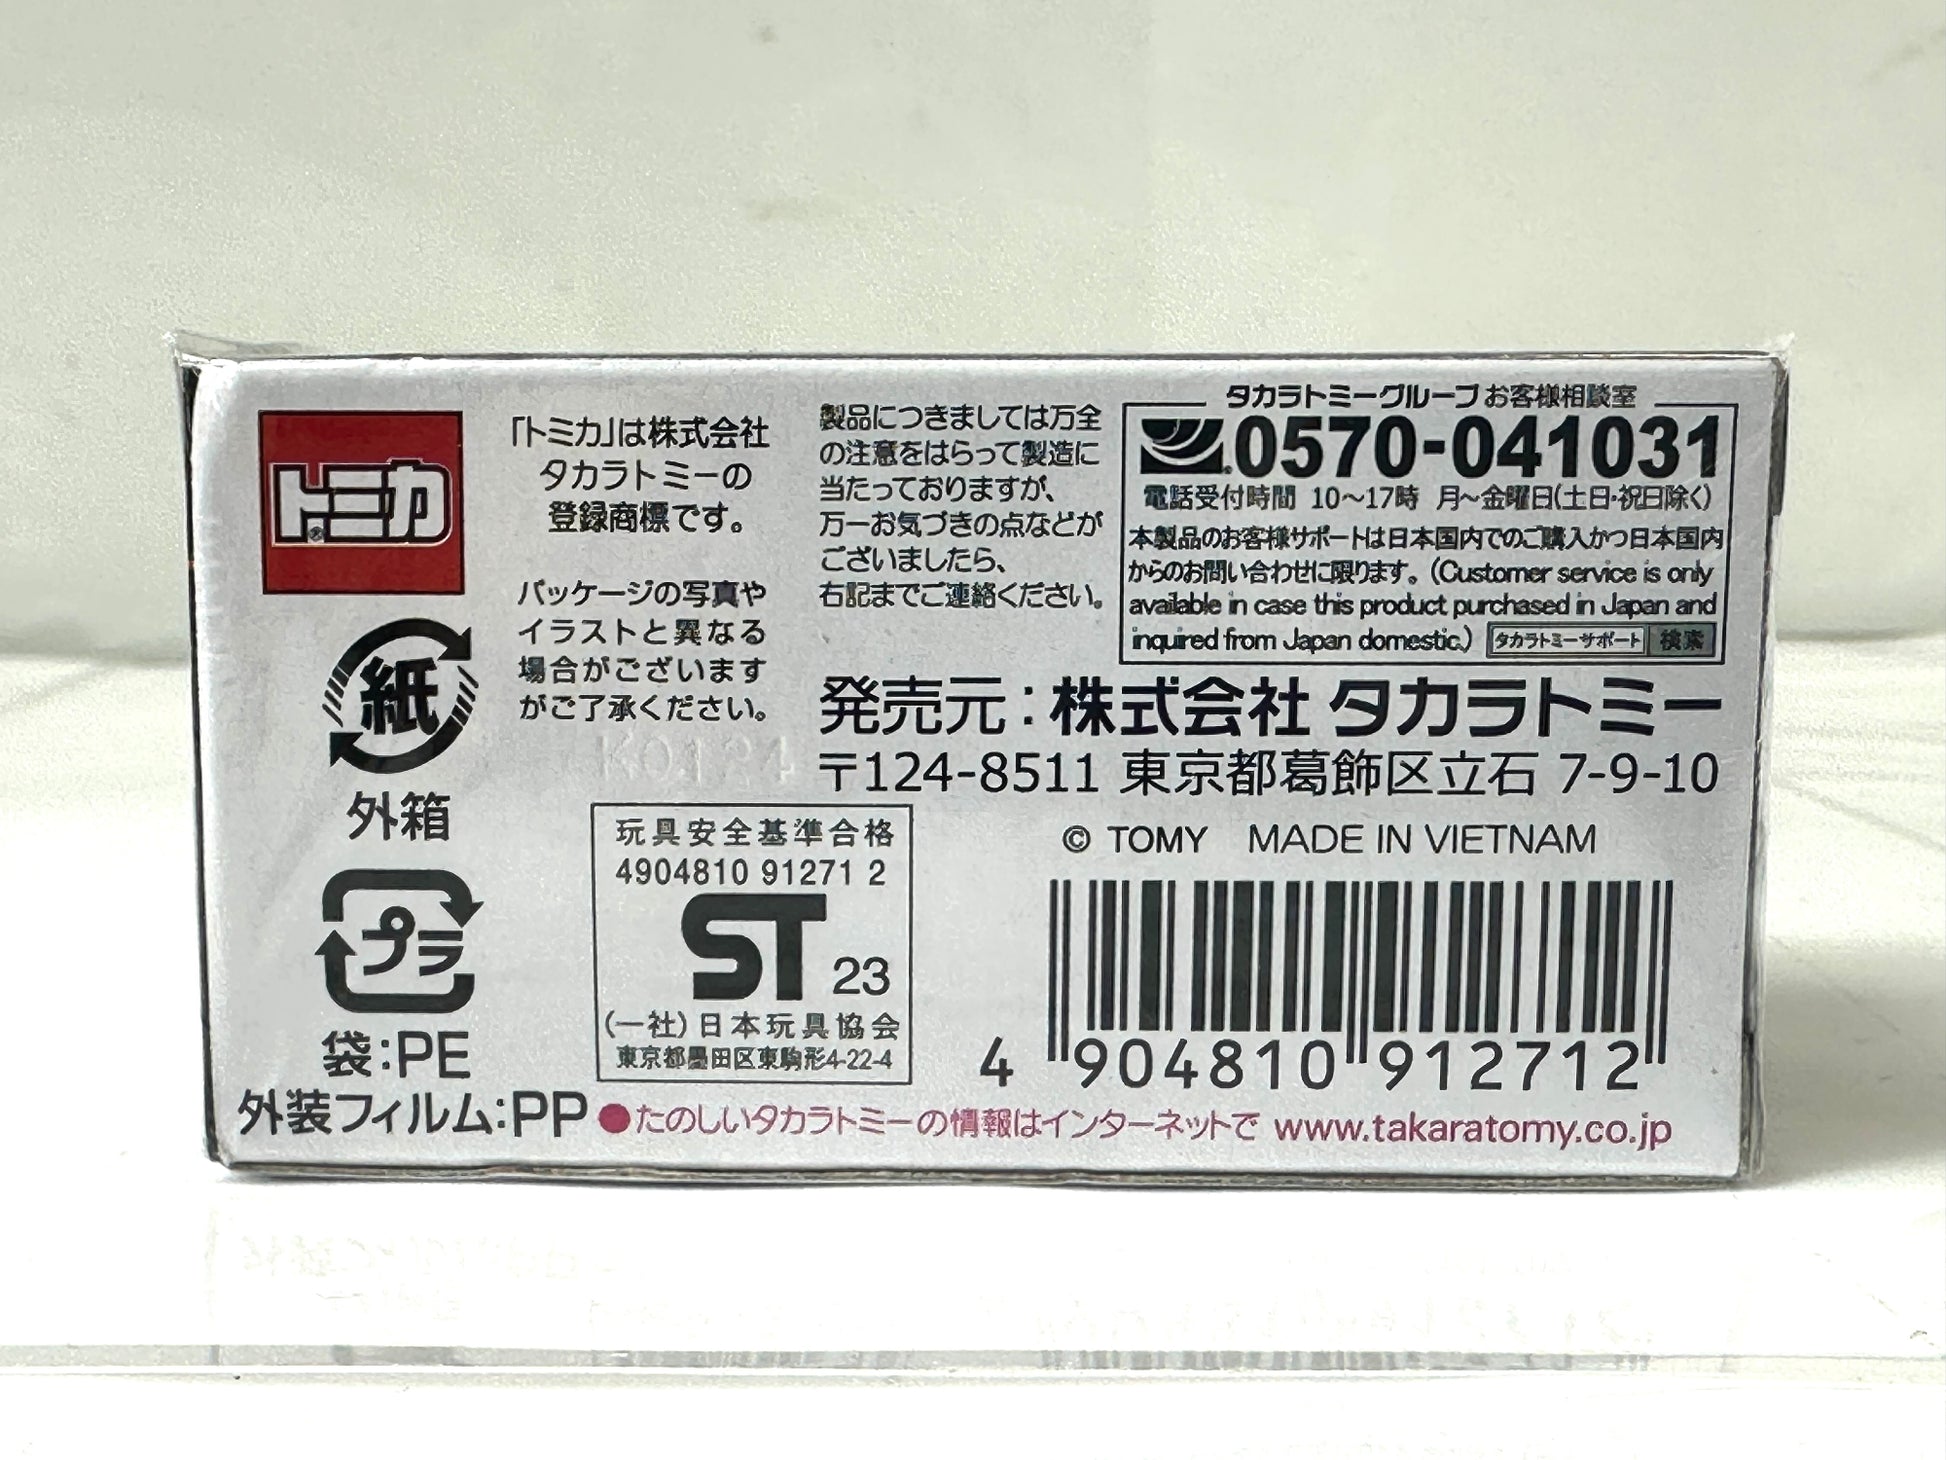 トミカ
「トミカ」は株式会社
タカラトミーの
登録商標です。
パッケージの写真や
イラストと異なる
場合がございます
がご了承ください。
製品につきましては万全
の注意をはらって製造に
当たっておりますが、
万一お気づきの点などが
ございましたら、
右記までご連絡ください。
タカラトミーグループお客様相談室
0570-041031
電話受付時間 10〜17時 月〜金曜日(土日・祝日除く)
本製品のお客様サポートは日本国内でのご購入かつ日本国内
からのお問い合わせに限ります。(Customer service is only
available in case this product purchased in Japan and
inquired from Japan domestic.) タカラトミーサポート 検索
発売元：株式会社 タカラトミー
〒124-8511 東京都葛飾区立石 7-9-10
© TOMY MADE IN VIETNAM
紙
外箱
プラ
袋:PE
外装フィルム:PP
玩具安全基準合格
4904810 91271 2
ST 23
(一社)日本玩具協会
東京都墨田区東駒形4-22-4
4 904810 912712
●たのしいタカラトミーの情報はインターネットで www.takaratomy.co.jp